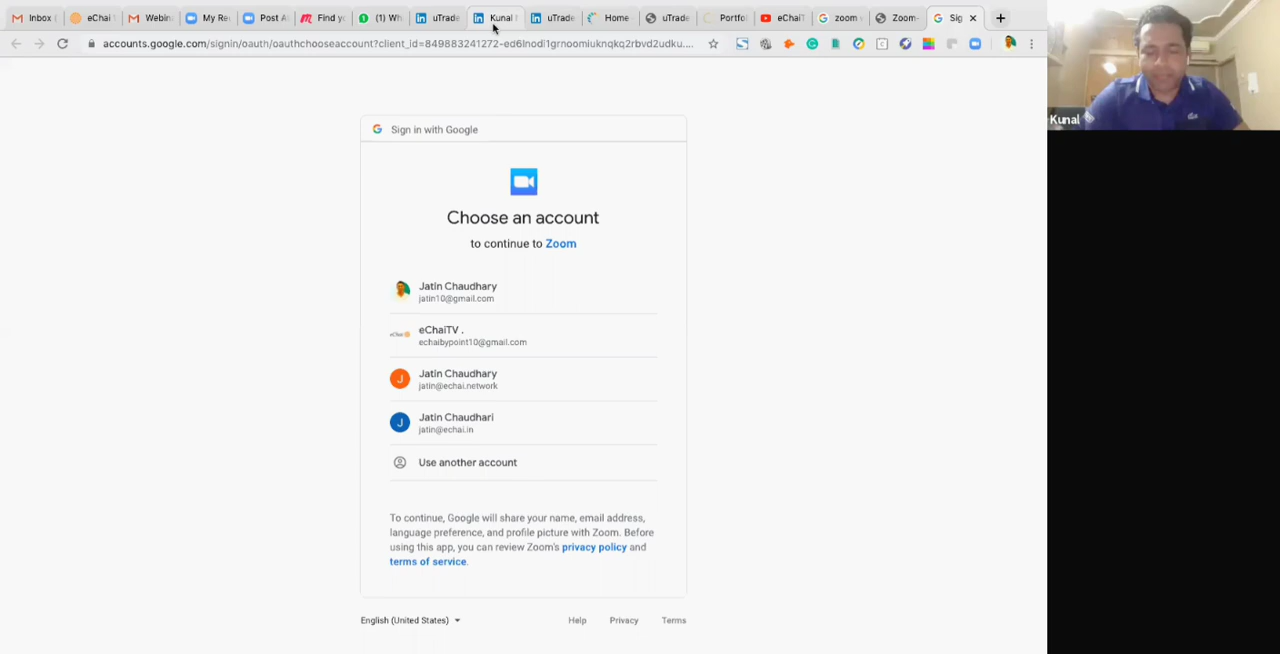 Inbox
eChai
Webin
My Re
Post A
Find yo
(1) Wh
uTrade
Kunal
uTrade
Home
uTrade
Portfo
eChaiT
zoom
Zoom-
Sig
accounts.google.com/signin/oauth/oauthchooseaccount?client_id=849883241272-ed6lnodi1grnoomiuknqkq2rbvd2udku....
Kunal
Sign in with Google
Choose an account
to continue to Zoom
Jatin Chaudhary
jatin10@gmail.com
eChaiTV .
echaibypoint10@gmail.com
Jatin Chaudhary
jatin@echai.network
Jatin Chaudhari
jatin@echai.in
Use another account
To continue, Google will share your name, email address,
language preference, and profile picture with Zoom. Before
using this app, you can review Zoom's privacy policy and
terms of service.
English (United States)
Help
Privacy
Terms